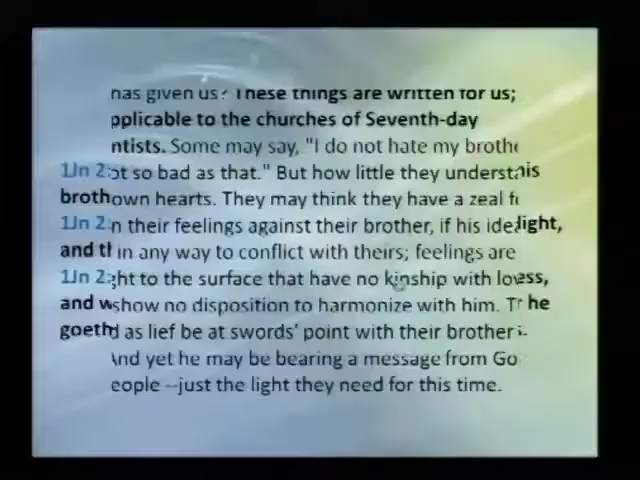 has given us? These things are written for us;
pplicable to the churches of Seventh-day
ntists. Some may say, "I do not hate my brothe
1Jn 2: ot so bad as that." But how little they understa is
broth own hearts. They may think they have a zeal f
1Jn 2: n their feelings against their brother, if his ide light,
and th in any way to conflict with theirs; feelings are
1Jn 2: ght to the surface that have no kinship with lo ess,
and w show no disposition to harmonize with him. T he
goeth d as lief be at swords' point with their brother
And yet he may be bearing a message from Go
eople --just the light they need for this time.